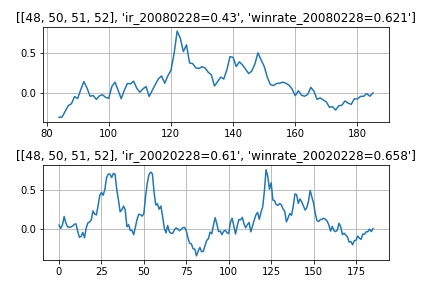 [[48, 50, 51, 52], 'ir_20080228=0.43', 'winrate_20080228=0.621']
0.5
0.0
80 100 120 140 160 180
[[48, 50, 51, 52], 'ir_20020228=0.61', 'winrate_20020228=0.658']
0.5
0.0
0 25 50 75 100 125 150 175